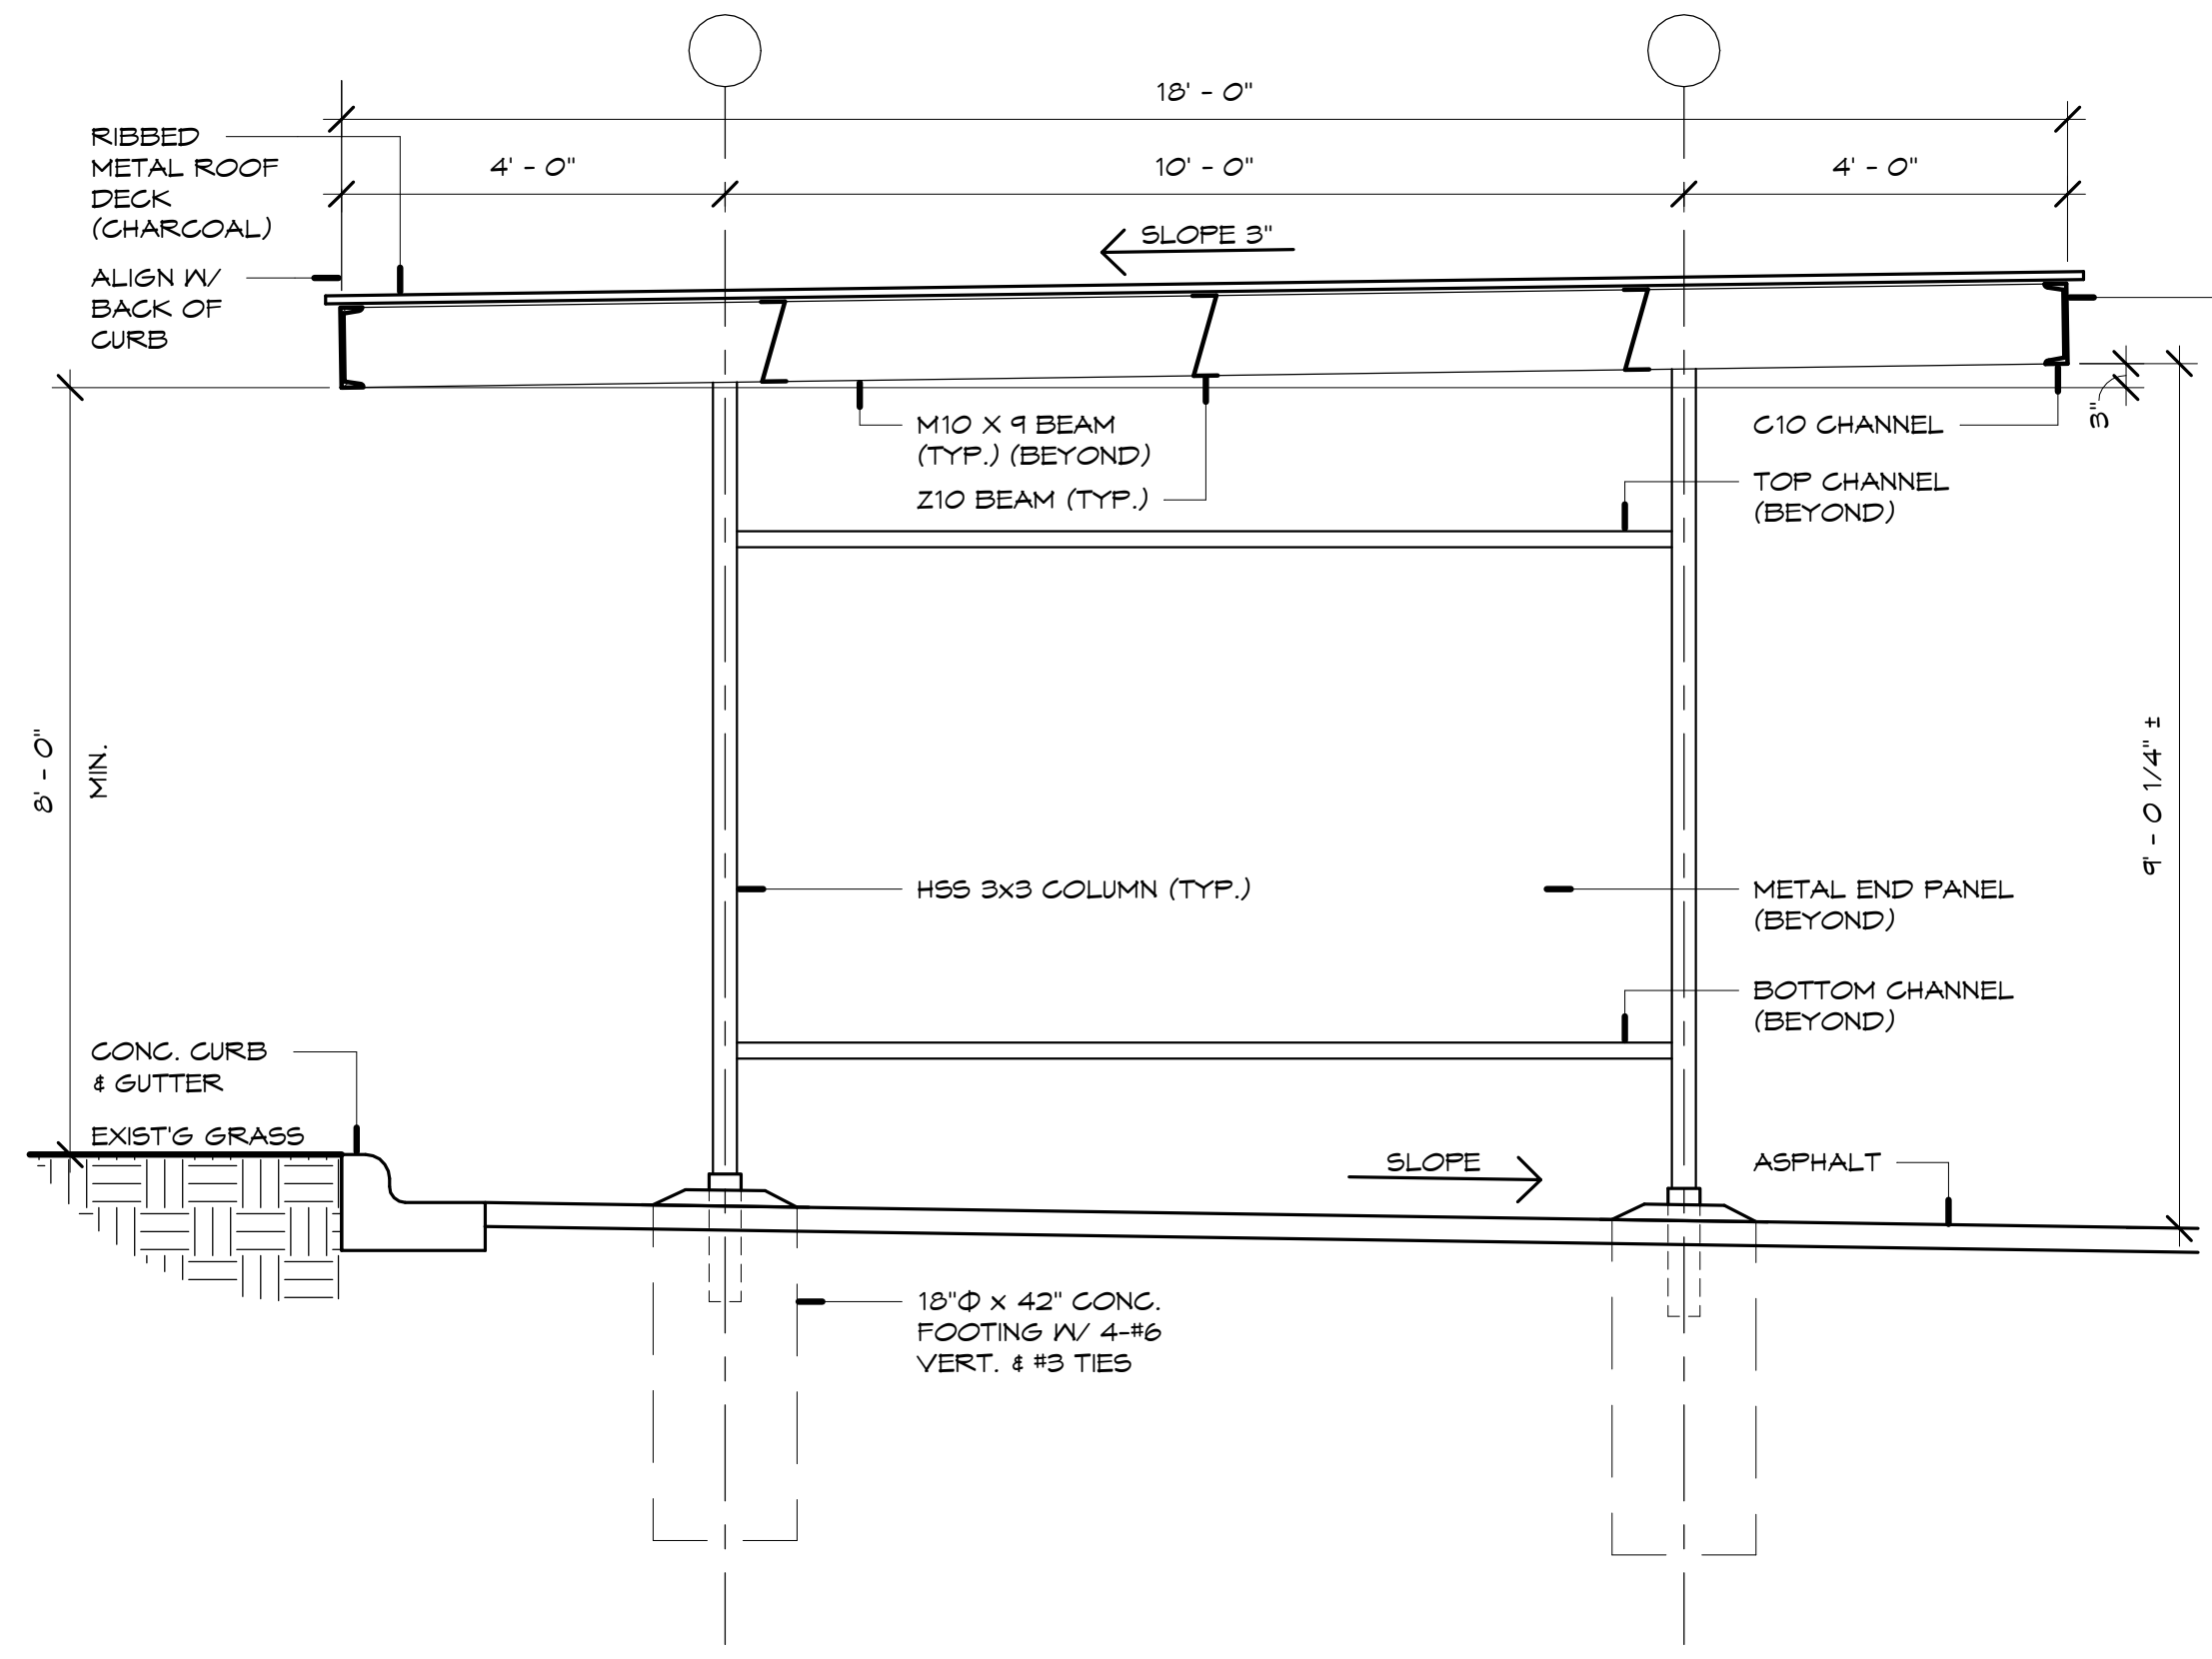 18' - 0"
4' - 0"
10' - 0"
4' - 0"
RIBBED
METAL ROOF
DECK
(CHARCOAL)
SLOPE 3"
ALIGN W/
BACK OF
CURB
M10 X 9 BEAM
(TYP.) (BEYOND)
Z10 BEAM (TYP.)
C10 CHANNEL
3"
TOP CHANNEL
(BEYOND)
8' - 0"
MIN.
9' - 0 1/4" ±
HSS 3x3 COLUMN (TYP.)
METAL END PANEL
(BEYOND)
BOTTOM CHANNEL
(BEYOND)
CONC. CURB
& GUTTER
EXIST'G GRASS
SLOPE
ASPHALT
18"Φ x 42" CONC.
FOOTING W/ 4-#6
VERT. & #3 TIES